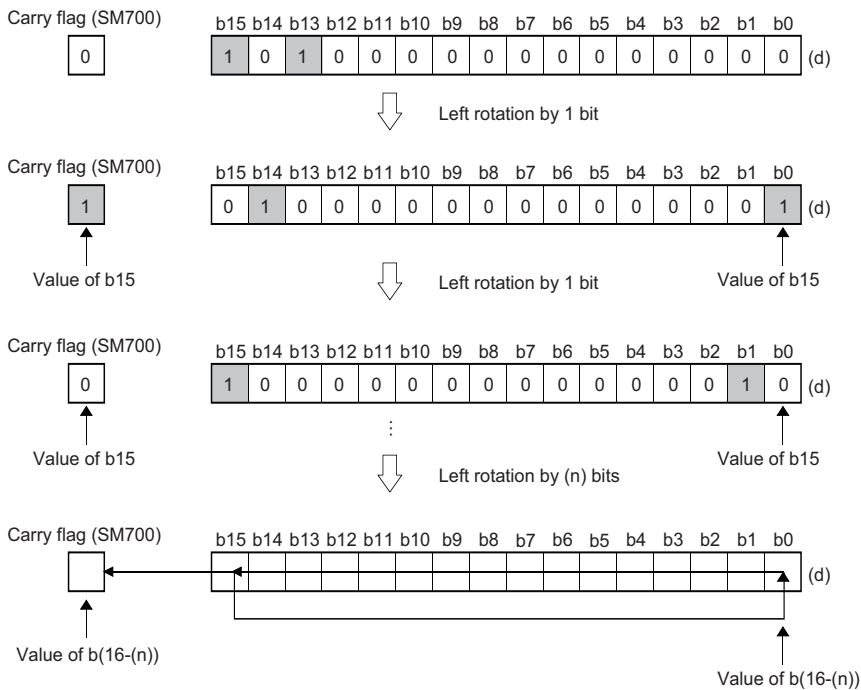 Carry flag (SM700)
b15 b14 b13 b12 b11 b10 b9 b8 b7 b6 b5 b4 b3 b2 b1 b0
0 1 0 1 0 0 0 0 0 0 0 0 0 0 0 0 0 (d)
Left rotation by 1 bit
Carry flag (SM700)
b15 b14 b13 b12 b11 b10 b9 b8 b7 b6 b5 b4 b3 b2 b1 b0
1 0 1 0 0 0 0 0 0 0 0 0 0 0 0 0 1 (d)
Value of b15 Value of b15
Left rotation by 1 bit
Carry flag (SM700)
b15 b14 b13 b12 b11 b10 b9 b8 b7 b6 b5 b4 b3 b2 b1 b0
0 1 0 0 0 0 0 0 0 0 0 0 0 0 0 1 0 (d)
Value of b15 Value of b15
Left rotation by (n) bits
Carry flag (SM700)
b15 b14 b13 b12 b11 b10 b9 b8 b7 b6 b5 b4 b3 b2 b1 b0
(d)
Value of b(16-(n))
Value of b(16-(n))